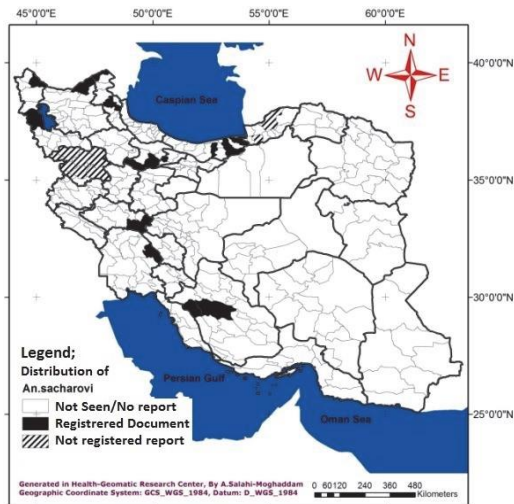 45°0'0" 50°0'0" 55°0'0" 60°0'0"
N
W E
S
40°0'0"
35°0'0"
30°0'0"
25°0'0"
Caspian Sea
Persian Gulf
Oman Sea
Legend;
Distribution of
An.sacharovi
Not Seen/No report
Registrered Document
Not registered report
Generated in Health-Geomatic Research Center, By A.Salahi-Moghaddam
Geographic Coordinate System: GCS_WGS_1984, Datum: D_WGS_1984
0 60 120 240 360 480
Kilometers